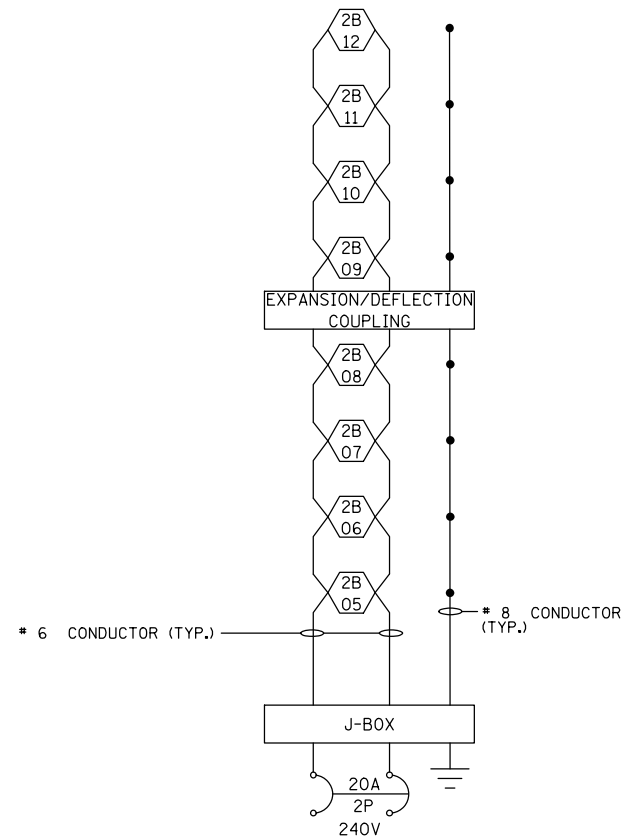 2B
12
2B
11
2B
10
2B
09
EXPANSION/DEFLECTION
COUPLING
2B
08
2B
07
2B
06
2B
05
# 8 CONDUCTOR
(TYP.)
# 6 CONDUCTOR (TYP.)
J-BOX
20A
2P
240V